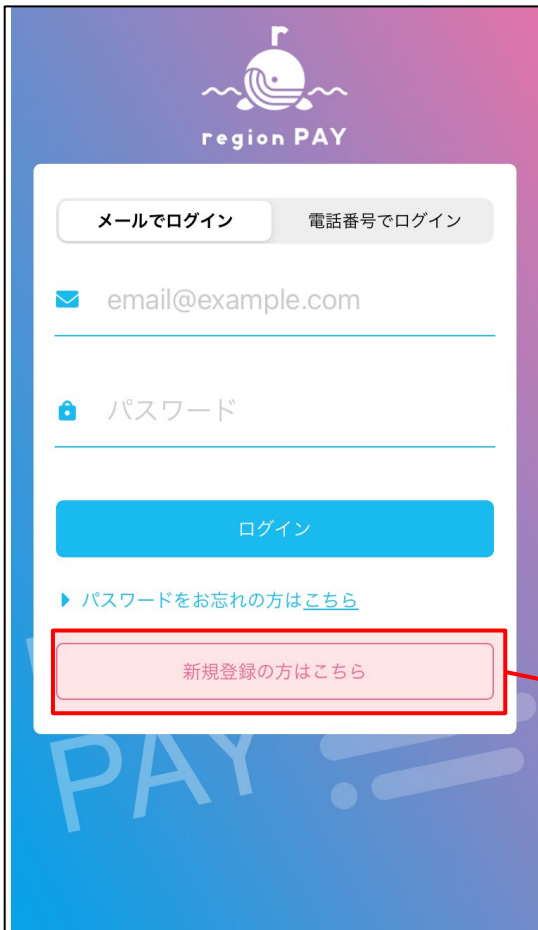 r
region PAY
メールでログイン
電話番号でログイン
email@example.com
パスワード
ログイン
パスワードをお忘れの方はこちら
新規登録の方はこちら
PAY